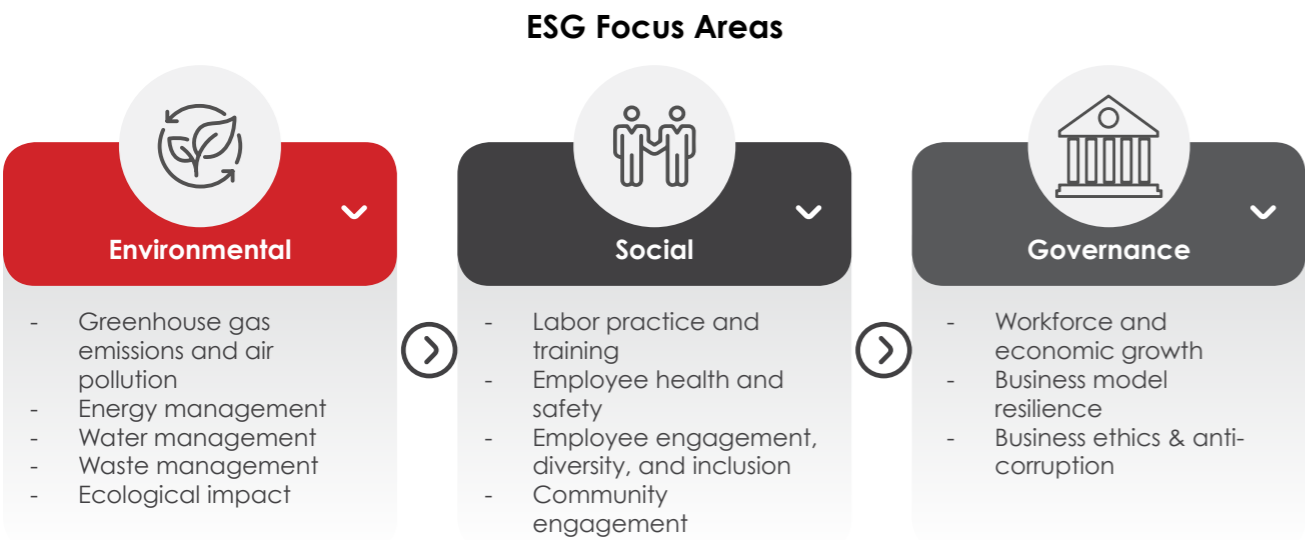 ESG Focus Areas
Environmental
- Greenhouse gas
emissions and air
pollution
- Energy management
- Water management
- Waste management
- Ecological impact
Social
- Labor practice and
training
- Employee health and
safety
- Employee engagement,
diversity, and inclusion
- Community
engagement
Governance
- Workforce and
economic growth
- Business model
resilience
- Business ethics & anti-
corruption